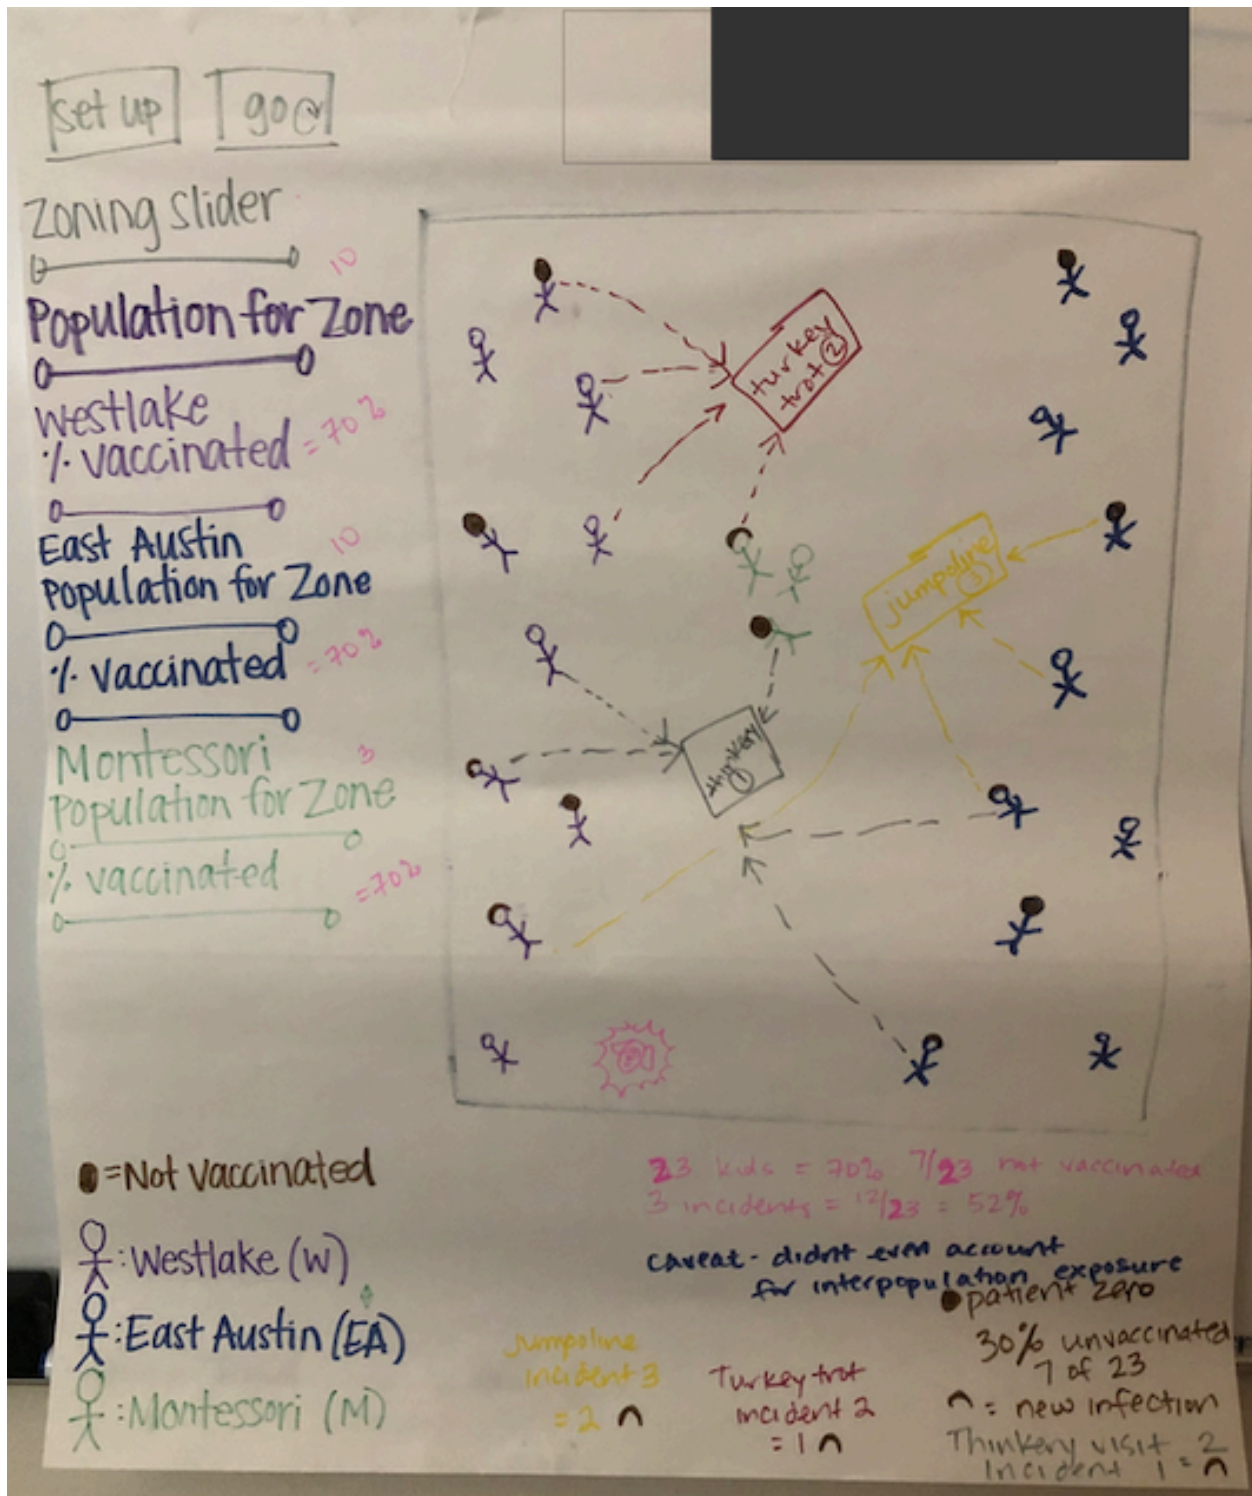 set up
go
Zoning Slider
10
Population for Zone
Westlake
% vaccinated = 70%
East Austin
10
Population for Zone
% vaccinated = 70%
Montessori
3
Population for Zone
% vaccinated
= 70%
turkey
trot 2
jumpoline
3
thinkery
1
= Not vaccinated
: Westlake (W)
: East Austin (EA)
: Montessori (M)
23 kids = 70% 7/23 not vaccinated
3 incidents = 12/23 = 52%
caveat - didnt even account
for interpopulation exposure
patient zero
30% unvaccinated
7 of 23
= new infection
Thinkery visit
Incident 1 = 2
Turkey trot
incident 2
= 1
jumpoline
incident 3
= 2